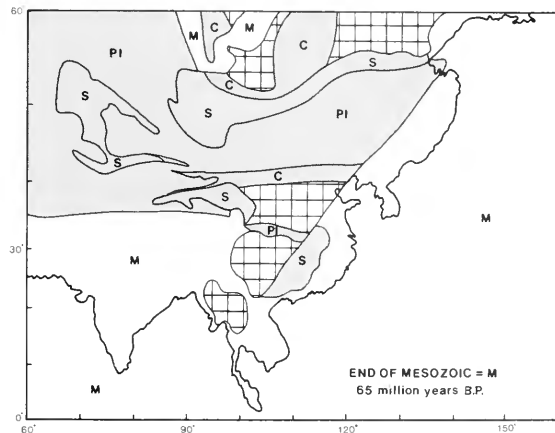 60°
M
C
M
C
PI
S
S
C
S
PI
S
C
S
M
30°
PI
M
S
END OF MESOZOIC = M
65 million years B.P.
M
0°
60°
90°
120°
150°